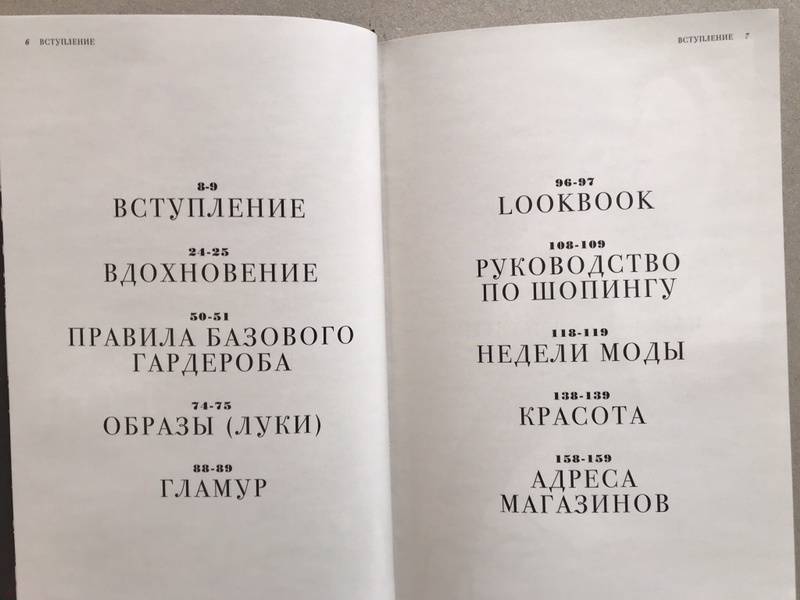 6 ВСТУПЛЕНИЕ
8-9
ВСТУПЛЕНИЕ
24-25
ВДОХНОВЕНИЕ
50-51
ПРАВИЛА БАЗОВОГО
ГАРДЕРОБА
74-75
ОБРАЗЫ (ЛУКИ)
88-89
ГЛАМУР
ВСТУПЛЕНИЕ 7
96-97
LOOKBOOK
108-109
РУКОВОДСТВО
ПО ШОПИНГУ
118-119
НЕДЕЛИ МОДЫ
138-139
КРАСОТА
158-159
АДРЕСА
МАГАЗИНОВ